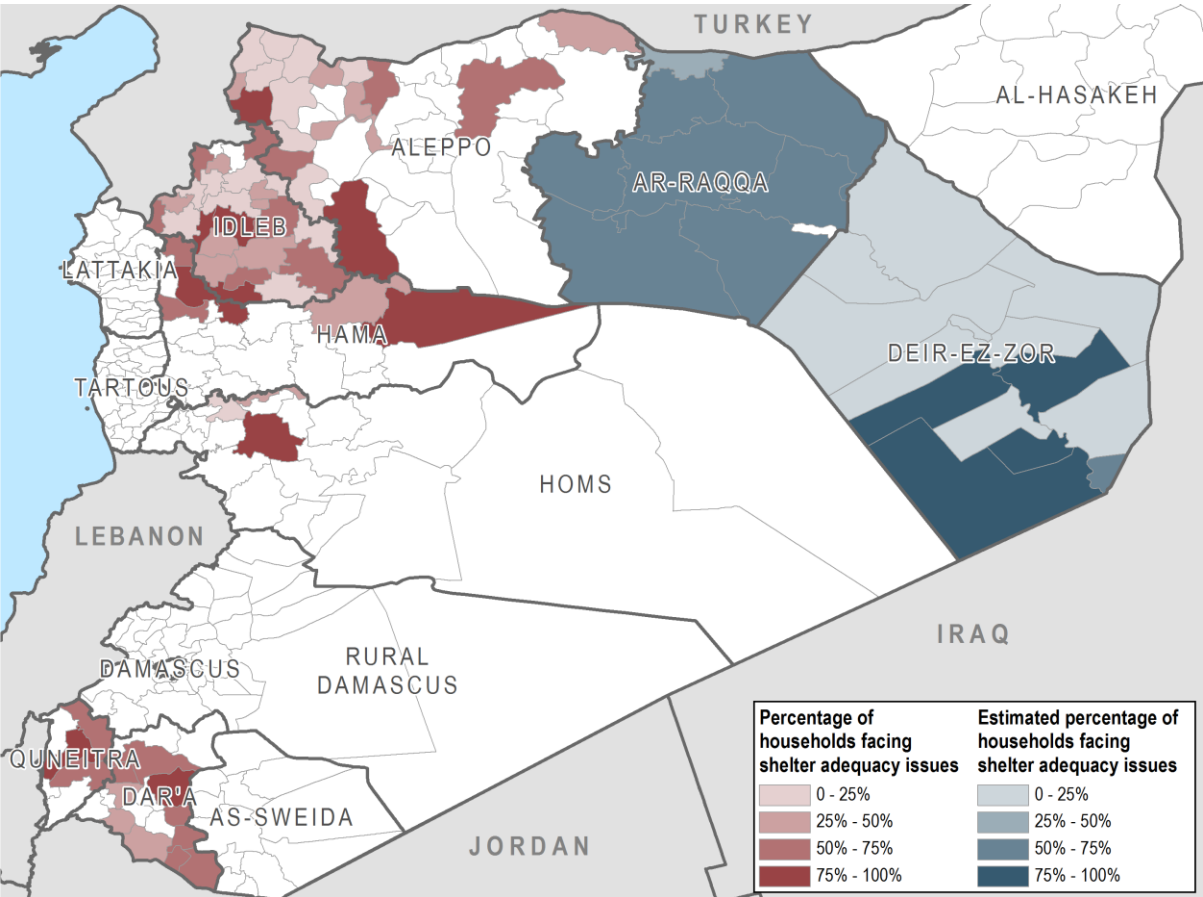 TURKEY
AL-HASAKEH
ALEPPO
AR-RAQQA
IDLEB
LATTAKIA
HAMA
DEIR-EZ-ZOR
TARTOUS
HOMS
LEBANON
IRAQ
RURAL
DAMASCUS
DAMASCUS
QUNEITRA
DAR'A
AS-SWEIDA
JORDAN
Percentage of
households facing
shelter adequacy issues
0 - 25%
25% - 50%
50% - 75%
75% - 100%
Estimated percentage of
households facing
shelter adequacy issues
0 - 25%
25% - 50%
50% - 75%
75% - 100%